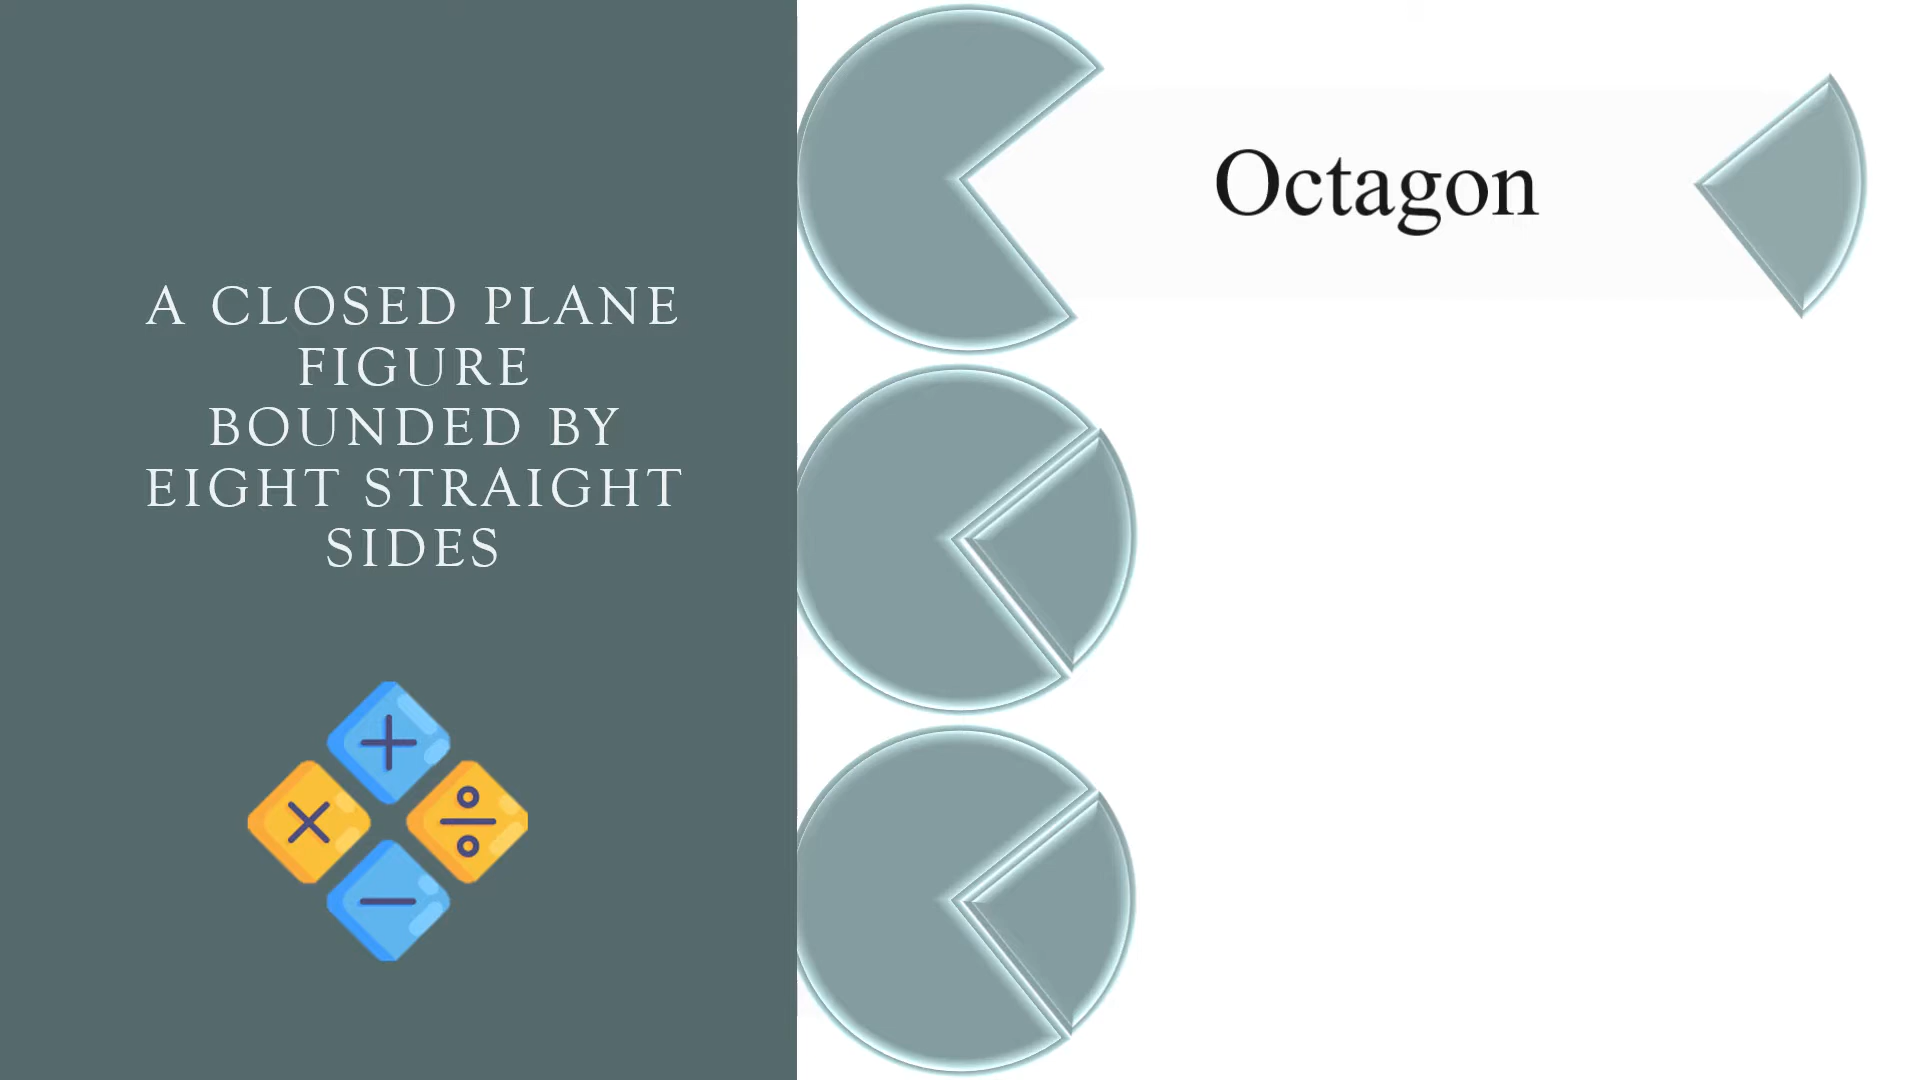 A CLOSED PLANE
FIGURE
BOUNDED BY
EIGHT STRAIGHT
SIDES
Octagon